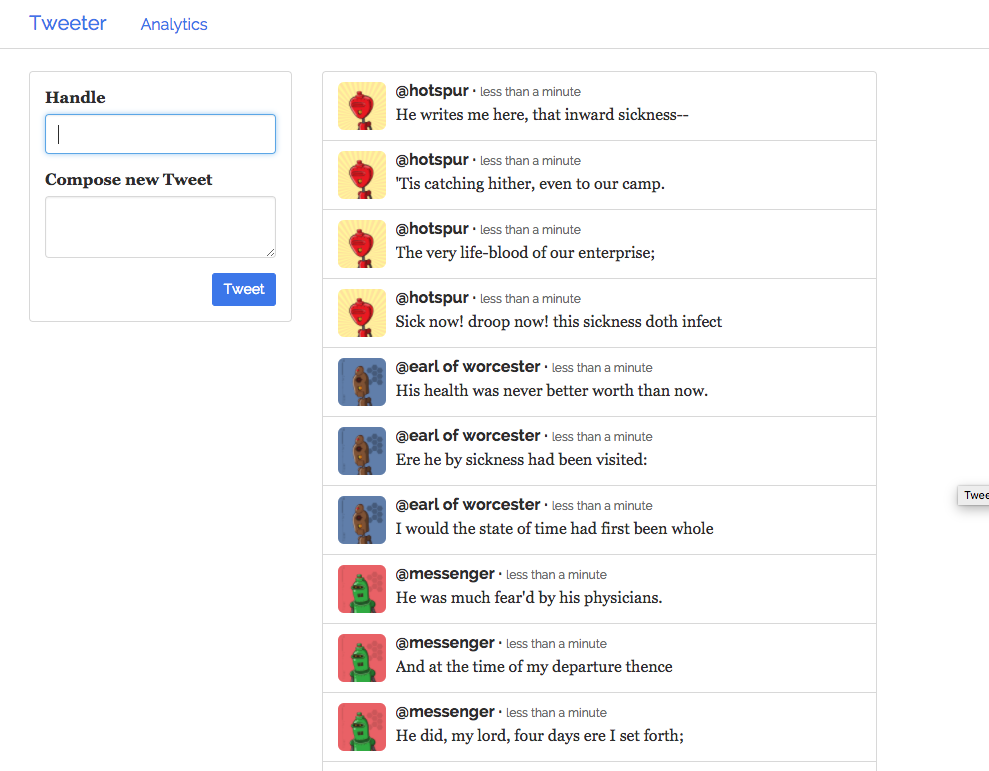 Tweeter Analytics
Handle
Compose new Tweet
Tweet
@hotspur · less than a minute
He writes me here, that inward sickness--
@hotspur · less than a minute
'Tis catching hither, even to our camp.
@hotspur · less than a minute
The very life-blood of our enterprise;
@hotspur · less than a minute
Sick now! droop now! this sickness doth infect
@earl of worcester · less than a minute
His health was never better worth than now.
@earl of worcester · less than a minute
Ere he by sickness had been visited:
@earl of worcester · less than a minute
I would the state of time had first been whole
@messenger · less than a minute
He was much fear'd by his physicians.
@messenger · less than a minute
And at the time of my departure thence
@messenger · less than a minute
He did, my lord, four days ere I set forth;
Twee